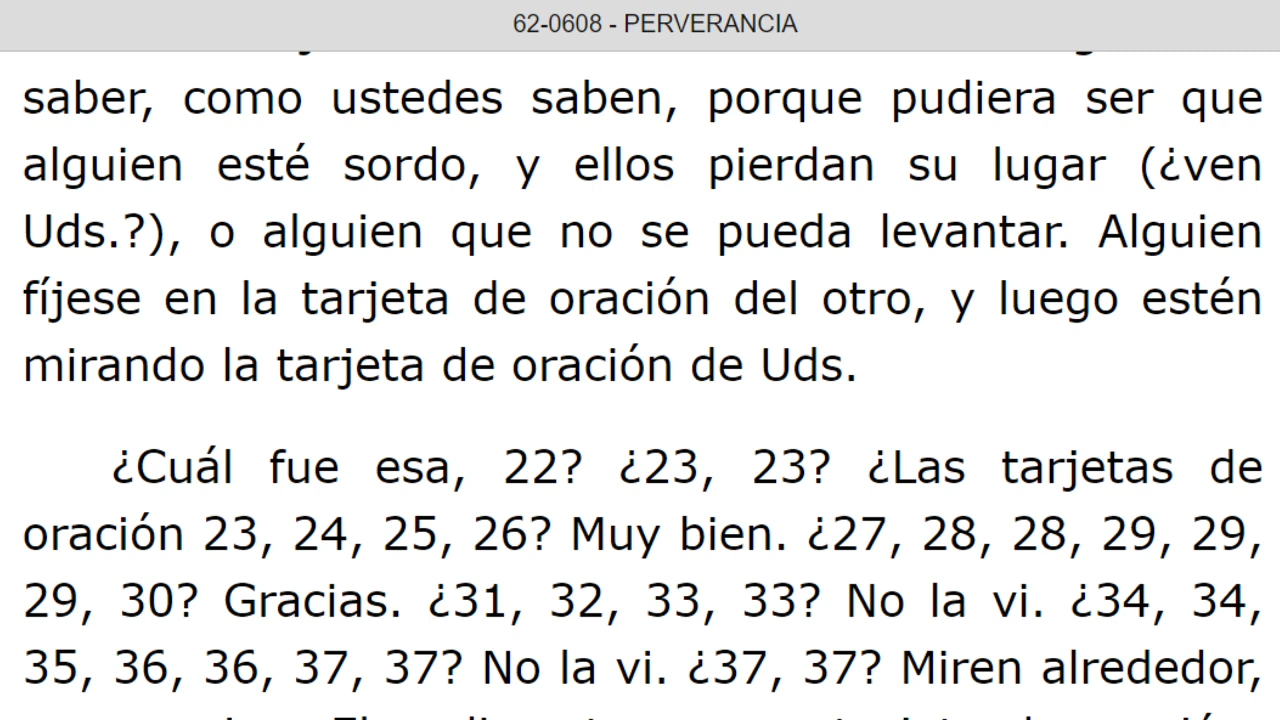 62-0608 - PERVERANCIA
saber, como ustedes saben, porque pudiera ser que
alguien esté sordo, y ellos pierdan su lugar (¿ven
Uds.?), o alguien que no se pueda levantar. Alguien
fíjese en la tarjeta de oración del otro, y luego estén
mirando la tarjeta de oración de Uds.
¿Cuál fue esa, 22? ¿23, 23? ¿Las tarjetas de
oración 23, 24, 25, 26? Muy bien. ¿27, 28, 28, 29, 29,
29, 30? Gracias. ¿31, 32, 33, 33? No la vi. ¿34, 34,
35, 36, 36, 37, 37? No la vi. ¿37, 37? Miren alrededor,